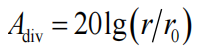 A_div = 20lg(r/r_0)